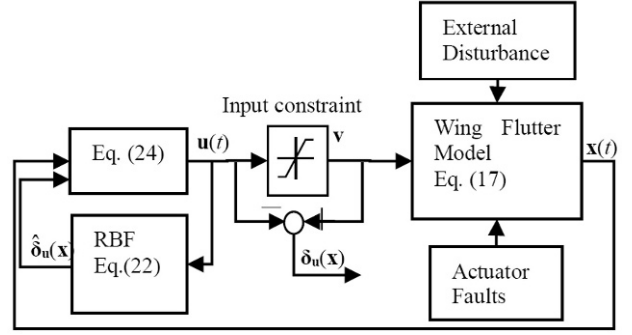 External
Disturbance
Input constraint
Eq. (24)
u(t)
v
Wing Flutter
Model
Eq. (17)
x(t)
δ̂u(x)
RBF
Eq.(22)
δu(x)
Actuator
Faults